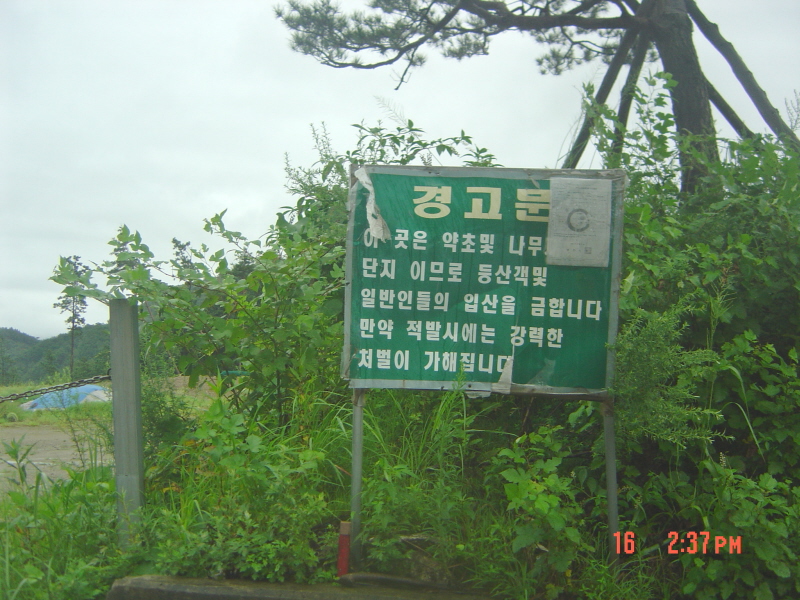 경고문
이 곳은 약초및 나무
단지 이므로 등산객및
일반인들의 입산을 금합니다
만약 적발시에는 강력한
처벌이 가해집니다
16 2:37PM